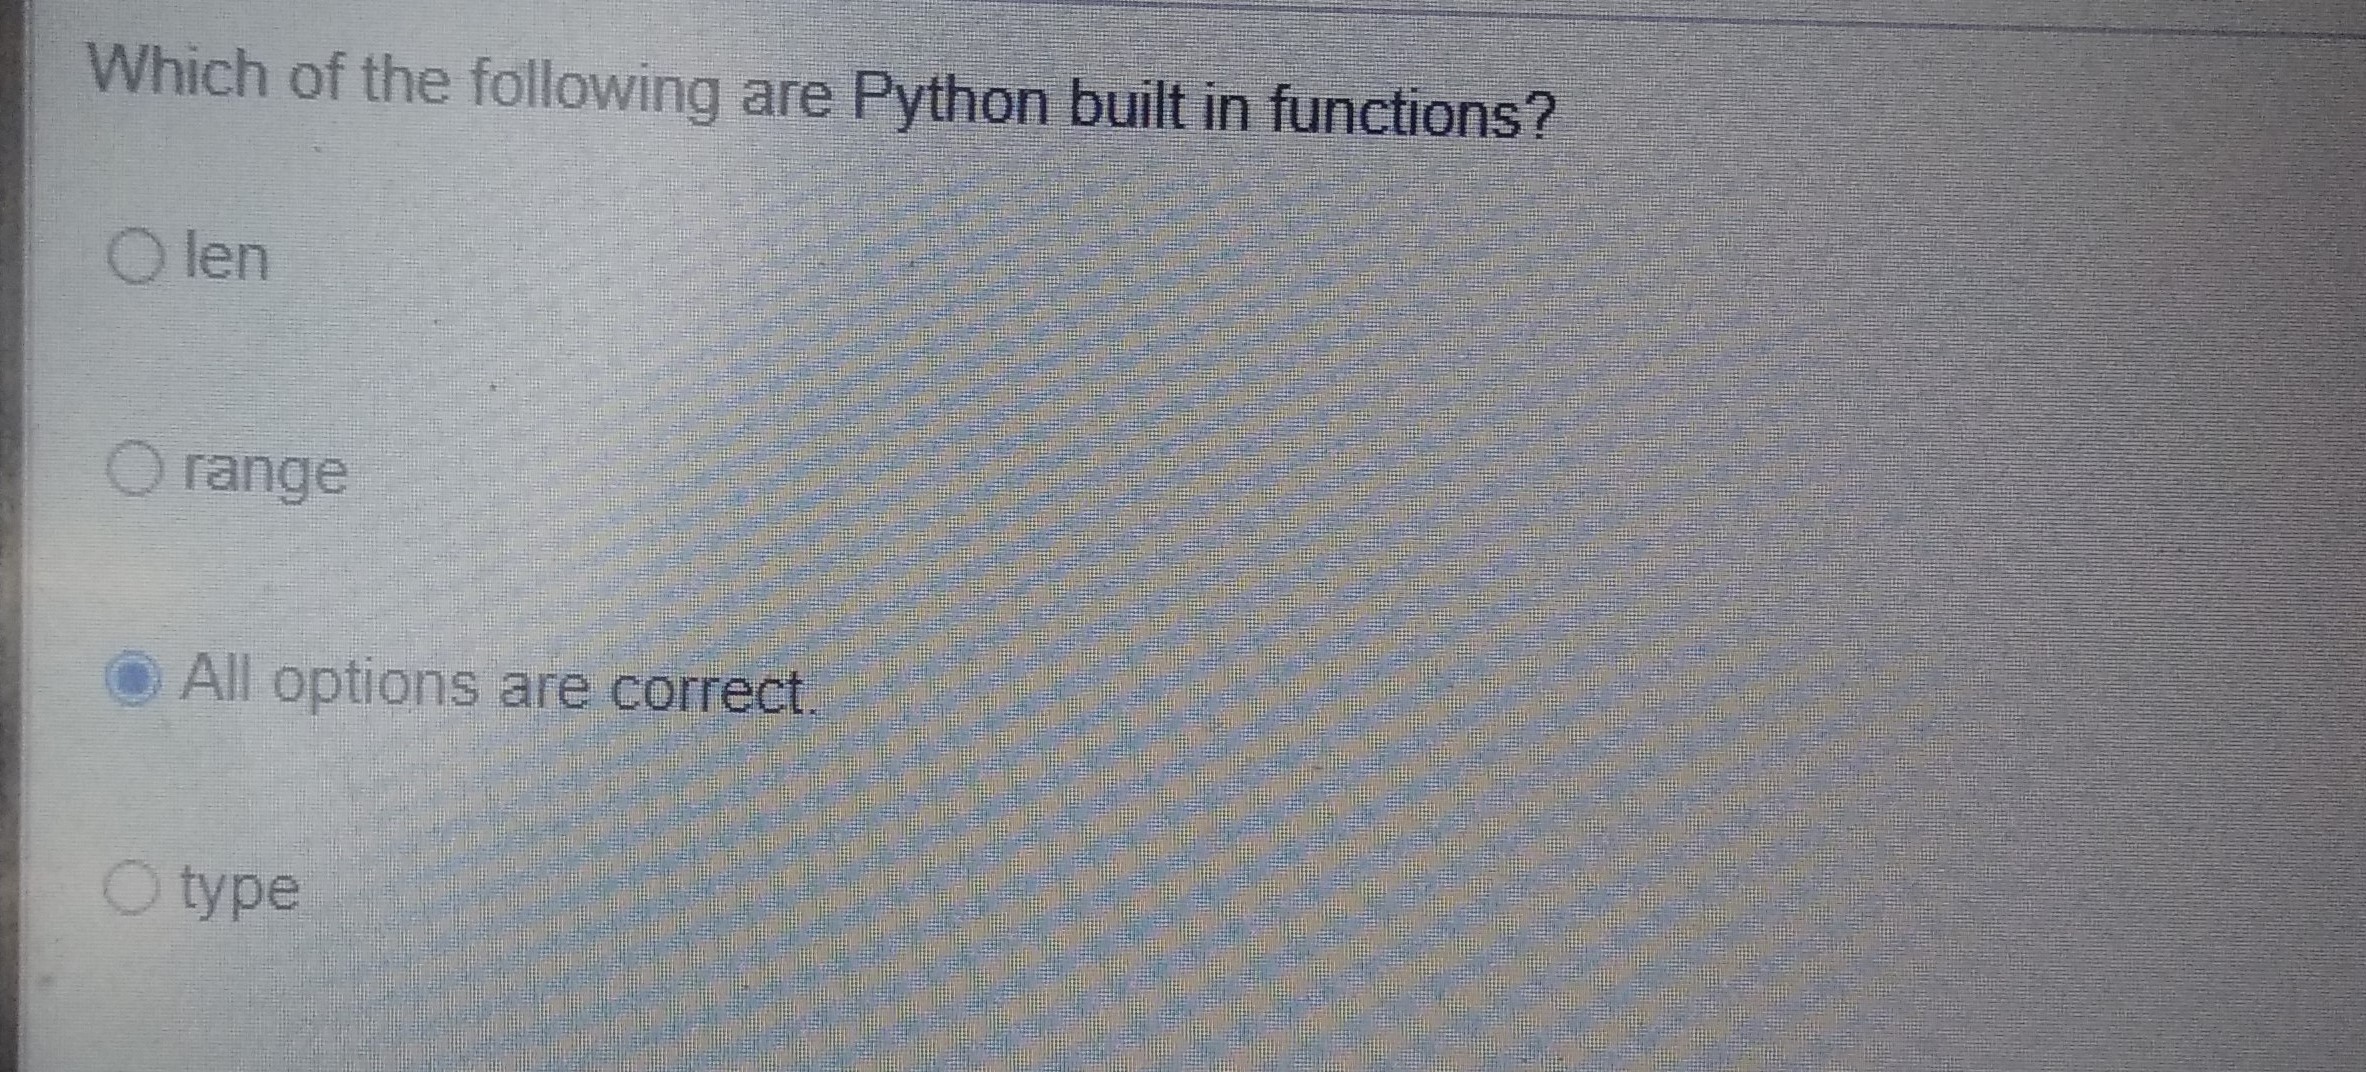 Which of the following are Python built in functions?
len
range
All options are correct.
type